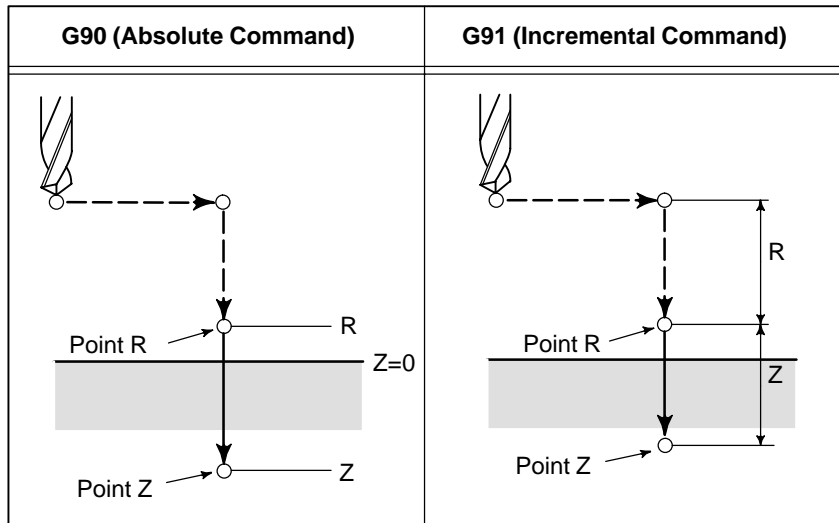 G90 (Absolute Command)
G91 (Incremental Command)
R
Point R
Z=0
Point Z
Z
R
Point R
Z
Point Z